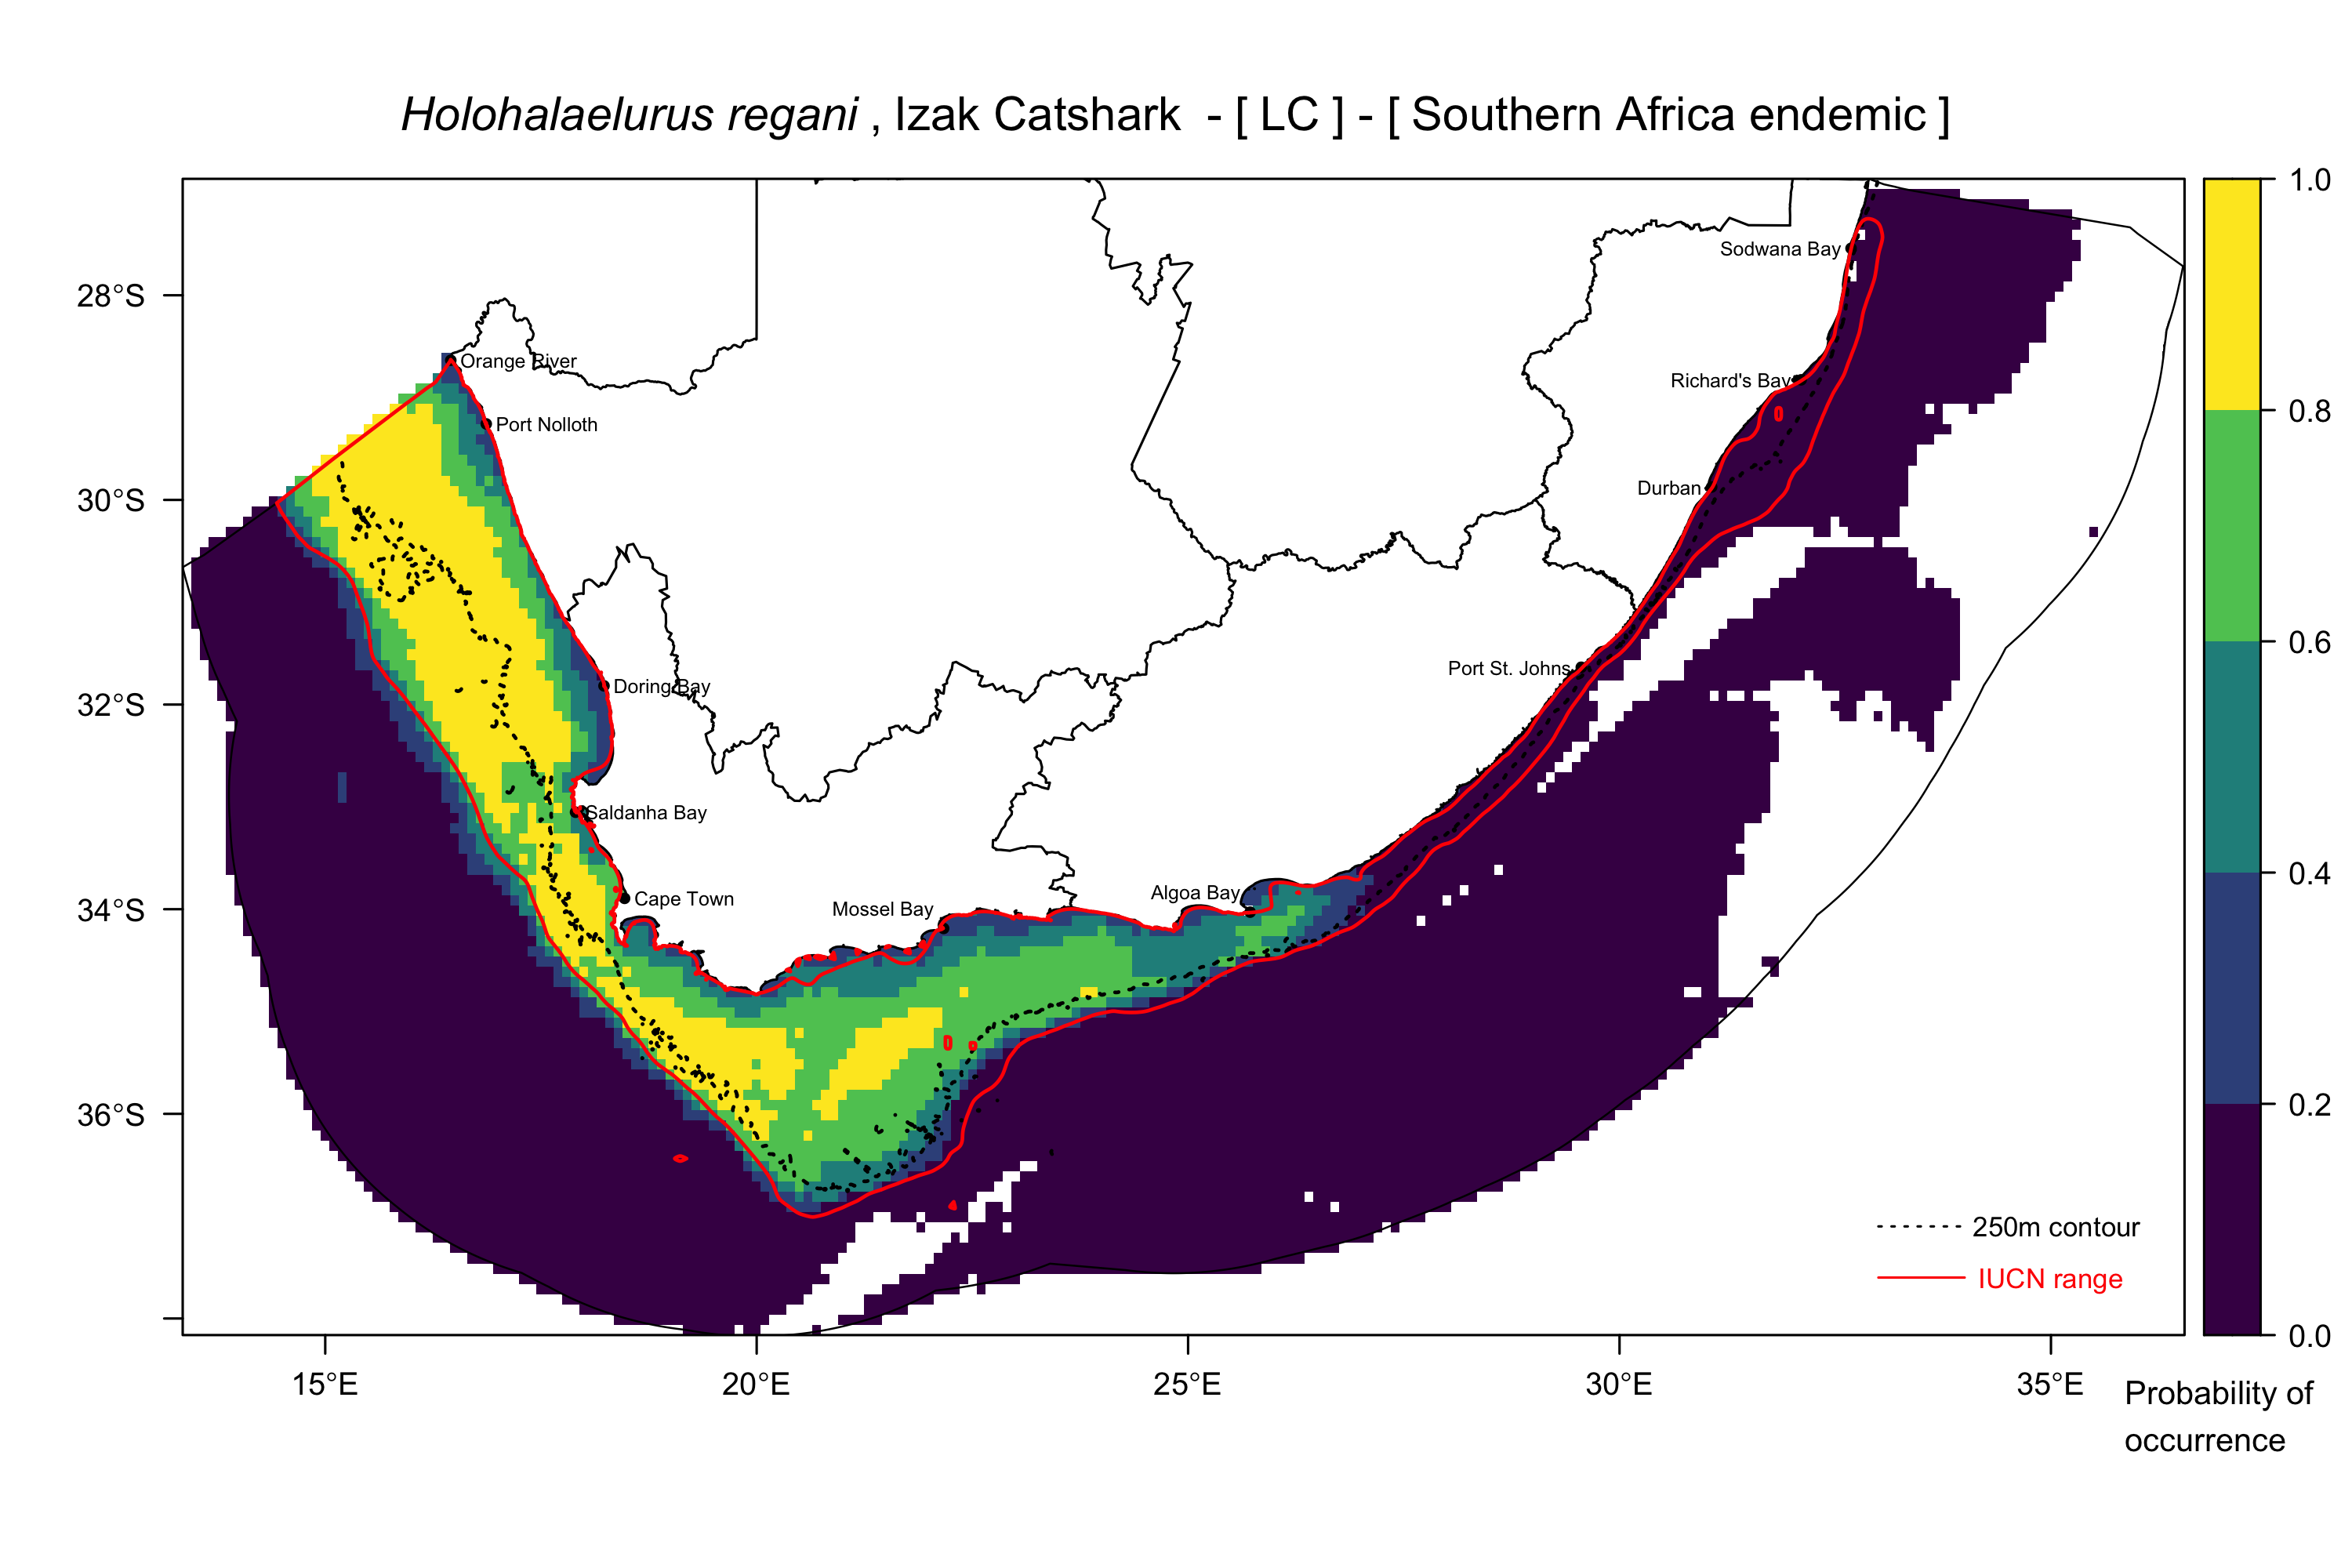 Holohalaelurus regani , Izak Catshark - [ LC ] - [ Southern Africa endemic ]
1.0
Sodwana Bay
28°S
Orange River
Richard's Bay
0.8
Port Nolloth
Durban
30°S
0.6
Port St. Johns
Doring Bay
32°S
Saldanha Bay
0.4
Algoa Bay
Cape Town
Mossel Bay
34°S
0.2
36°S
250m contour
IUCN range
0.0
15°E
20°E
25°E
30°E
35°E
Probability of
occurrence